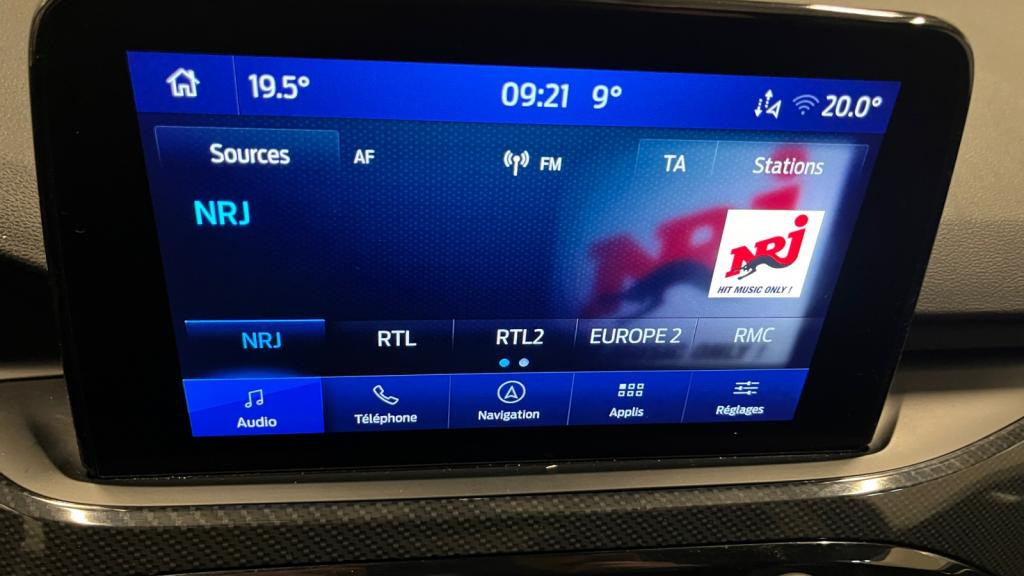 19.5° 09:21 9° 20.0°
Sources AF FM TA Stations
NRJ
NRJ
HIT MUSIC ONLY !
NRJ RTL RTL2 EUROPE 2 RMC
Audio Téléphone Navigation Applis Réglages